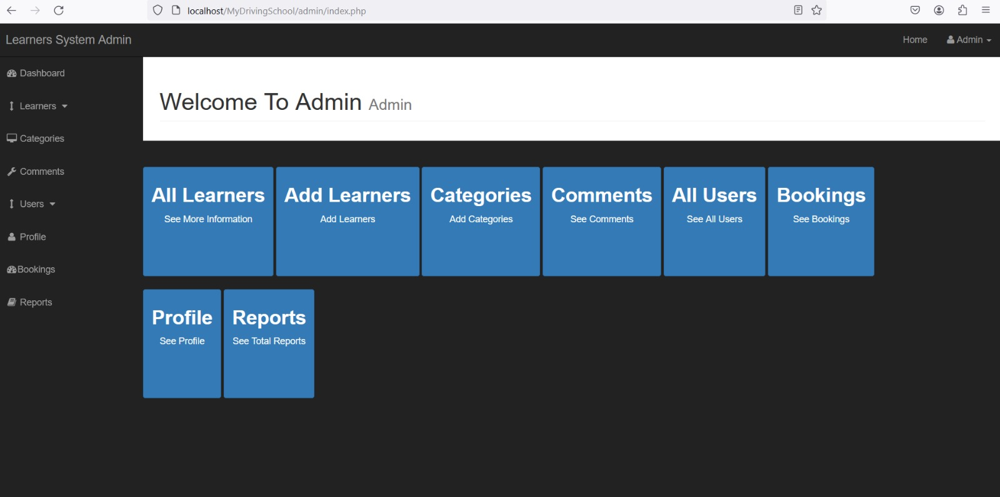 localhost/MyDrivingSchool/admin/index.php
Learners System Admin
Home
Admin
Dashboard
Learners
Categories
Comments
Users
Profile
Bookings
Reports
Welcome To Admin Admin
All Learners
See More Information
Add Learners
Add Learners
Categories
Add Categories
Comments
See Comments
All Users
See All Users
Bookings
See Bookings
Profile
See Profile
Reports
See Total Reports